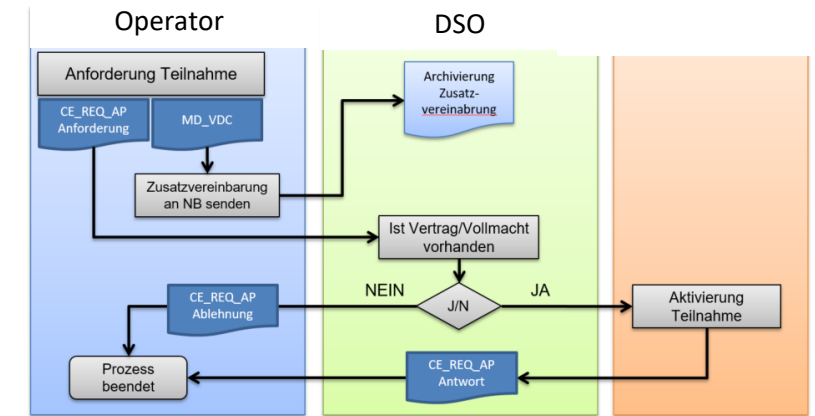 Operator
DSO
Anforderung Teilnahme
CE_REQ_AP
Anforderung
MD_VDC
Archivierung
Zusatz-
vereinabrung
Zusatzvereinbarung
an NB senden
Ist Vertrag/Vollmacht
vorhanden
NEIN
J/N
JA
CE_REQ_AP
Ablehnung
Aktivierung
Teilnahme
Prozess
beendet
CE_REQ_AP
Antwort